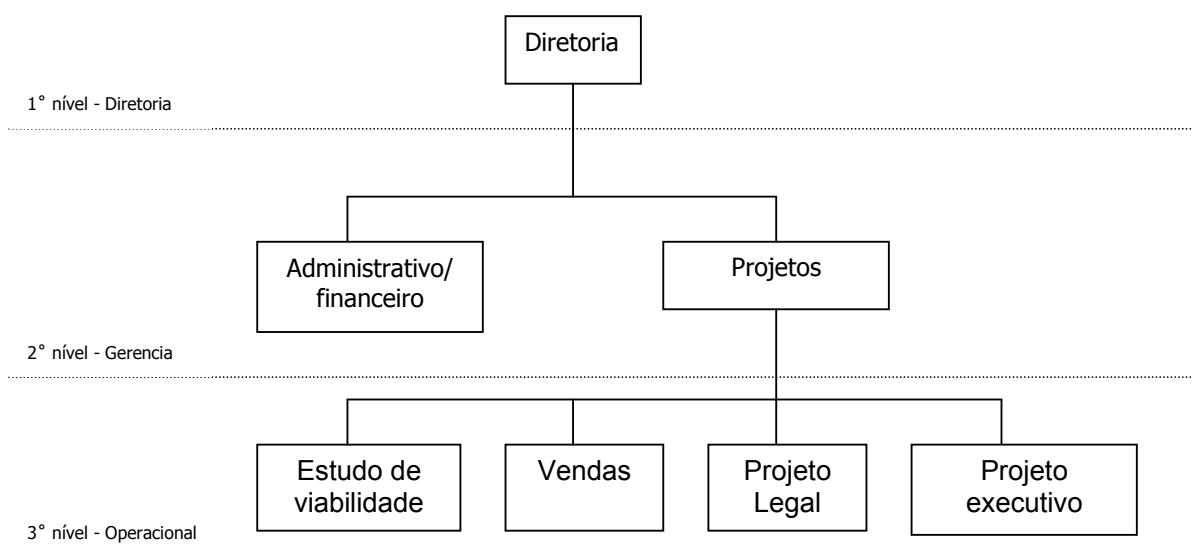 Diretoria
1° nível - Diretoria
Administrativo/
financeiro
Projetos
2° nível - Gerencia
Estudo de
viabilidade
Vendas
Projeto
Legal
Projeto
executivo
3° nível - Operacional